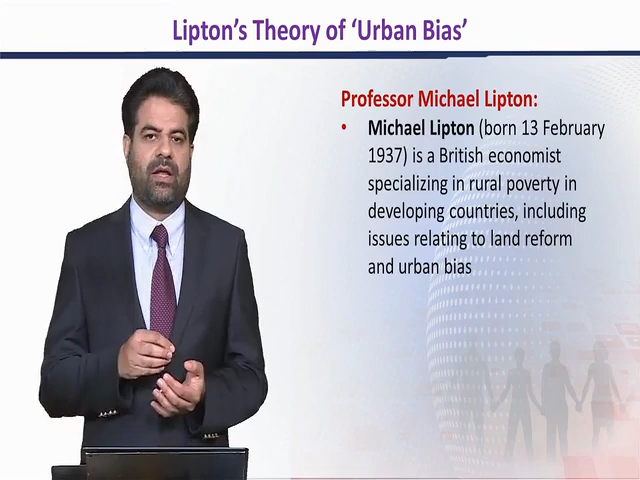 Lipton's Theory of ‘Urban Bias’
Professor Michael Lipton:
• Michael Lipton (born 13 February
1937) is a British economist
specializing in rural poverty in
developing countries, including
issues relating to land reform
and urban bias